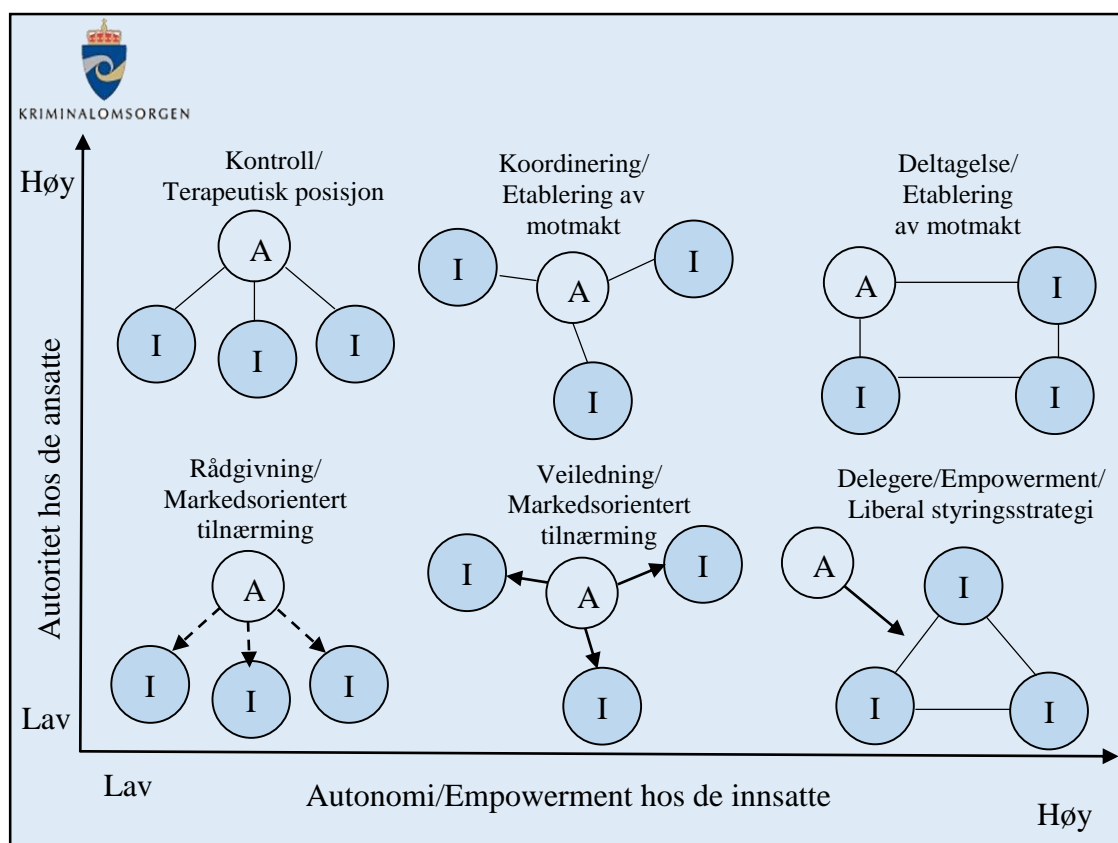 KRIMINALOMSORGEN
Autoritet hos de ansatte
Høy
Kontroll/
Terapeutisk posisjon
A
I
I
I
Koordinering/
Etablering av
motmakt
I
A
I
I
Deltagelse/
Etablering
av motmakt
A
I
I
I
Rådgivning/
Markedsorientert
tilnærming
A
I
I
I
Veiledning/
Markedsorientert
tilnærming
I
A
I
I
Delegere/Empowerment/
Liberal styringsstrategi
A
I
I
I
Lav
Lav
Autonomi/Empowerment hos de innsatte
Høy